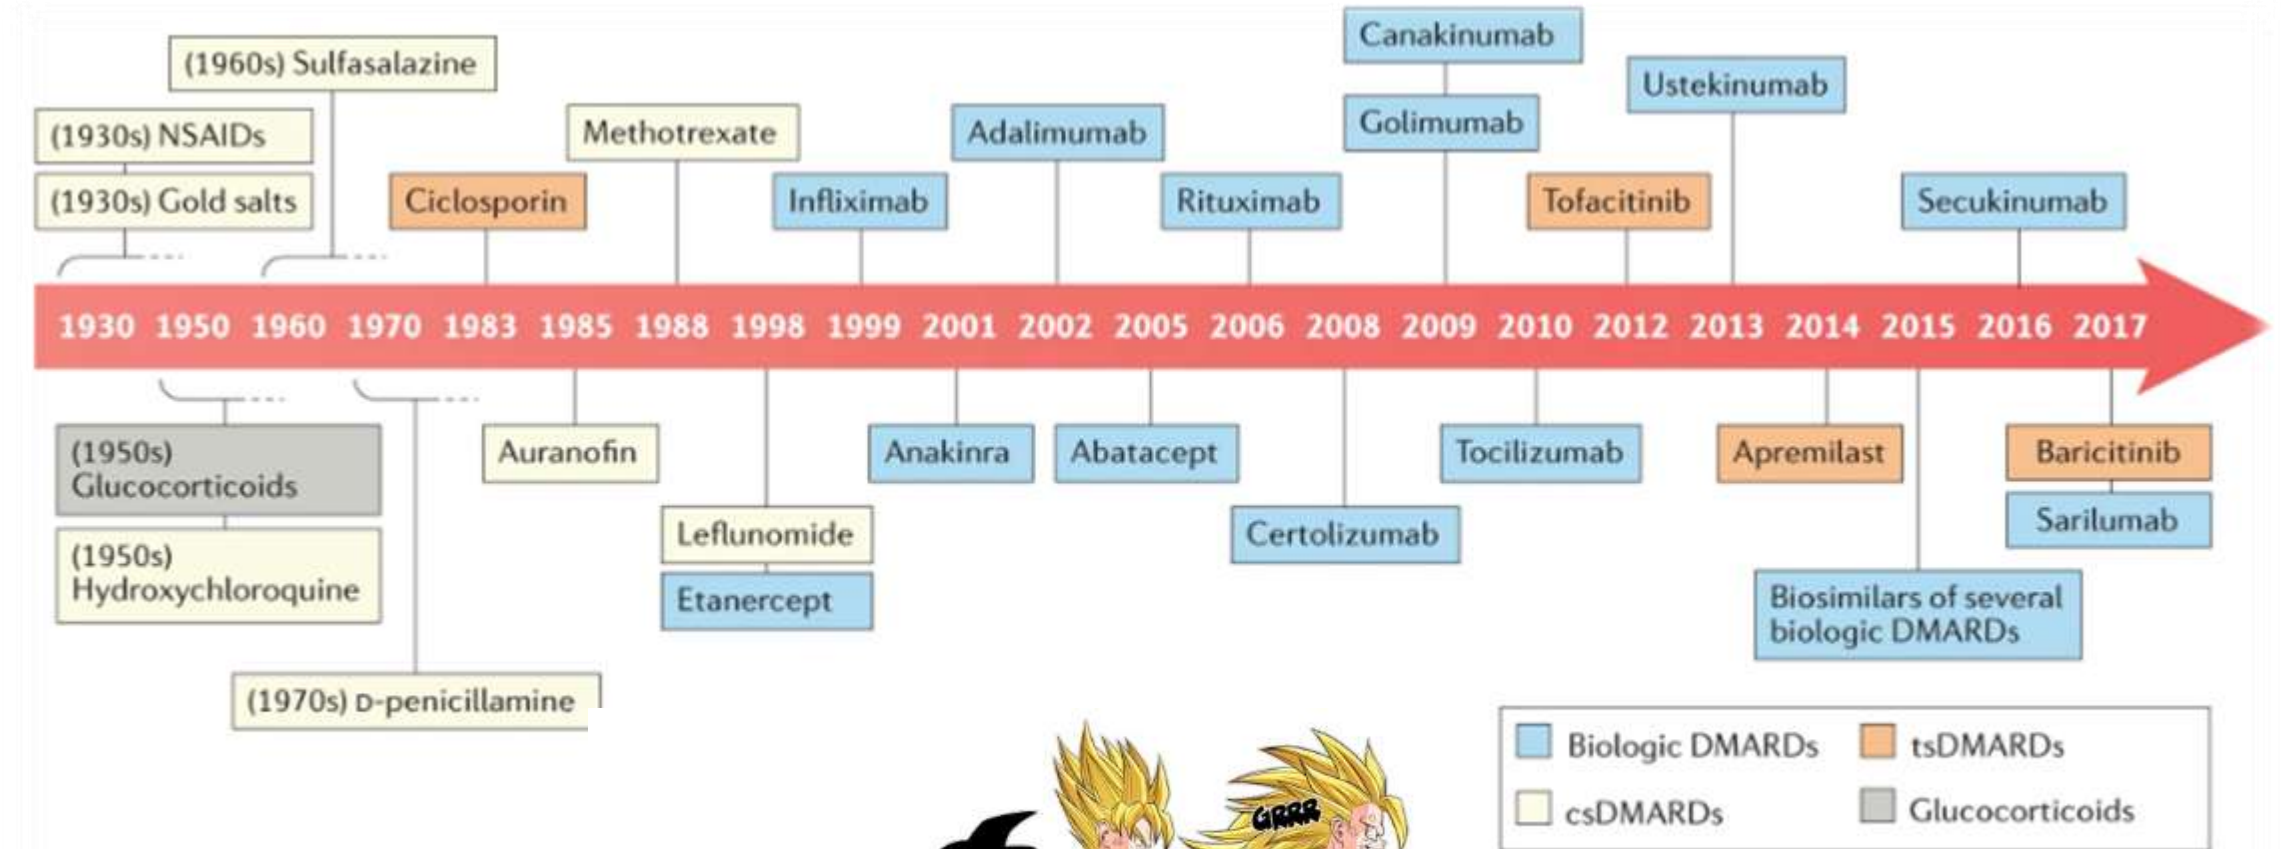 Canakinumab
(1960s) Sulfasalazine
Ustekinumab
(1930s) NSAIDs
Methotrexate
Adalimumab
Golimumab
(1930s) Gold salts
Ciclosporin
Infliximab
Rituximab
Tofacitinib
Secukinumab
1930 1950 1960 1970 1983 1985 1988 1998 1999 2001 2002 2005 2006 2008 2009 2010 2012 2013 2014 2015 2016 2017
(1950s)
Glucocorticoids
Auranofin
Anakinra
Abatacept
Tocilizumab
Apremilast
Baricitinib
Leflunomide
Certolizumab
Sarilumab
(1950s)
Hydroxychloroquine
Etanercept
Biosimilars of several
biologic DMARDs
(1970s) D-penicillamine
Biologic DMARDs
tsDMARDs
csDMARDs
Glucocorticoids
GRRR